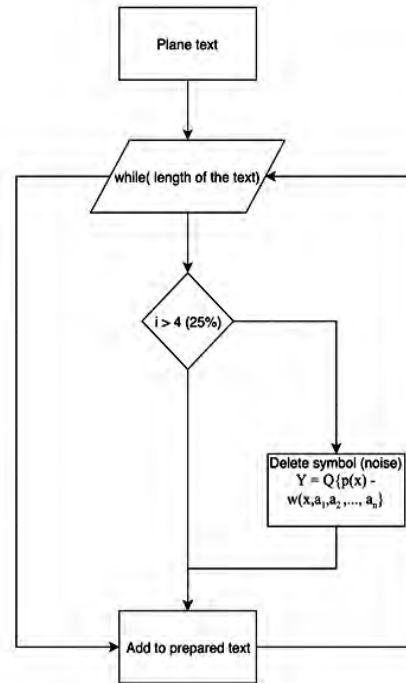 Plane text
while( length of the text)
i > 4 (25%)
Delete symbol (noise)
Y = Q{p(x) -
w(x,a₁,a₂,..., aₙ}
Add to prepared text